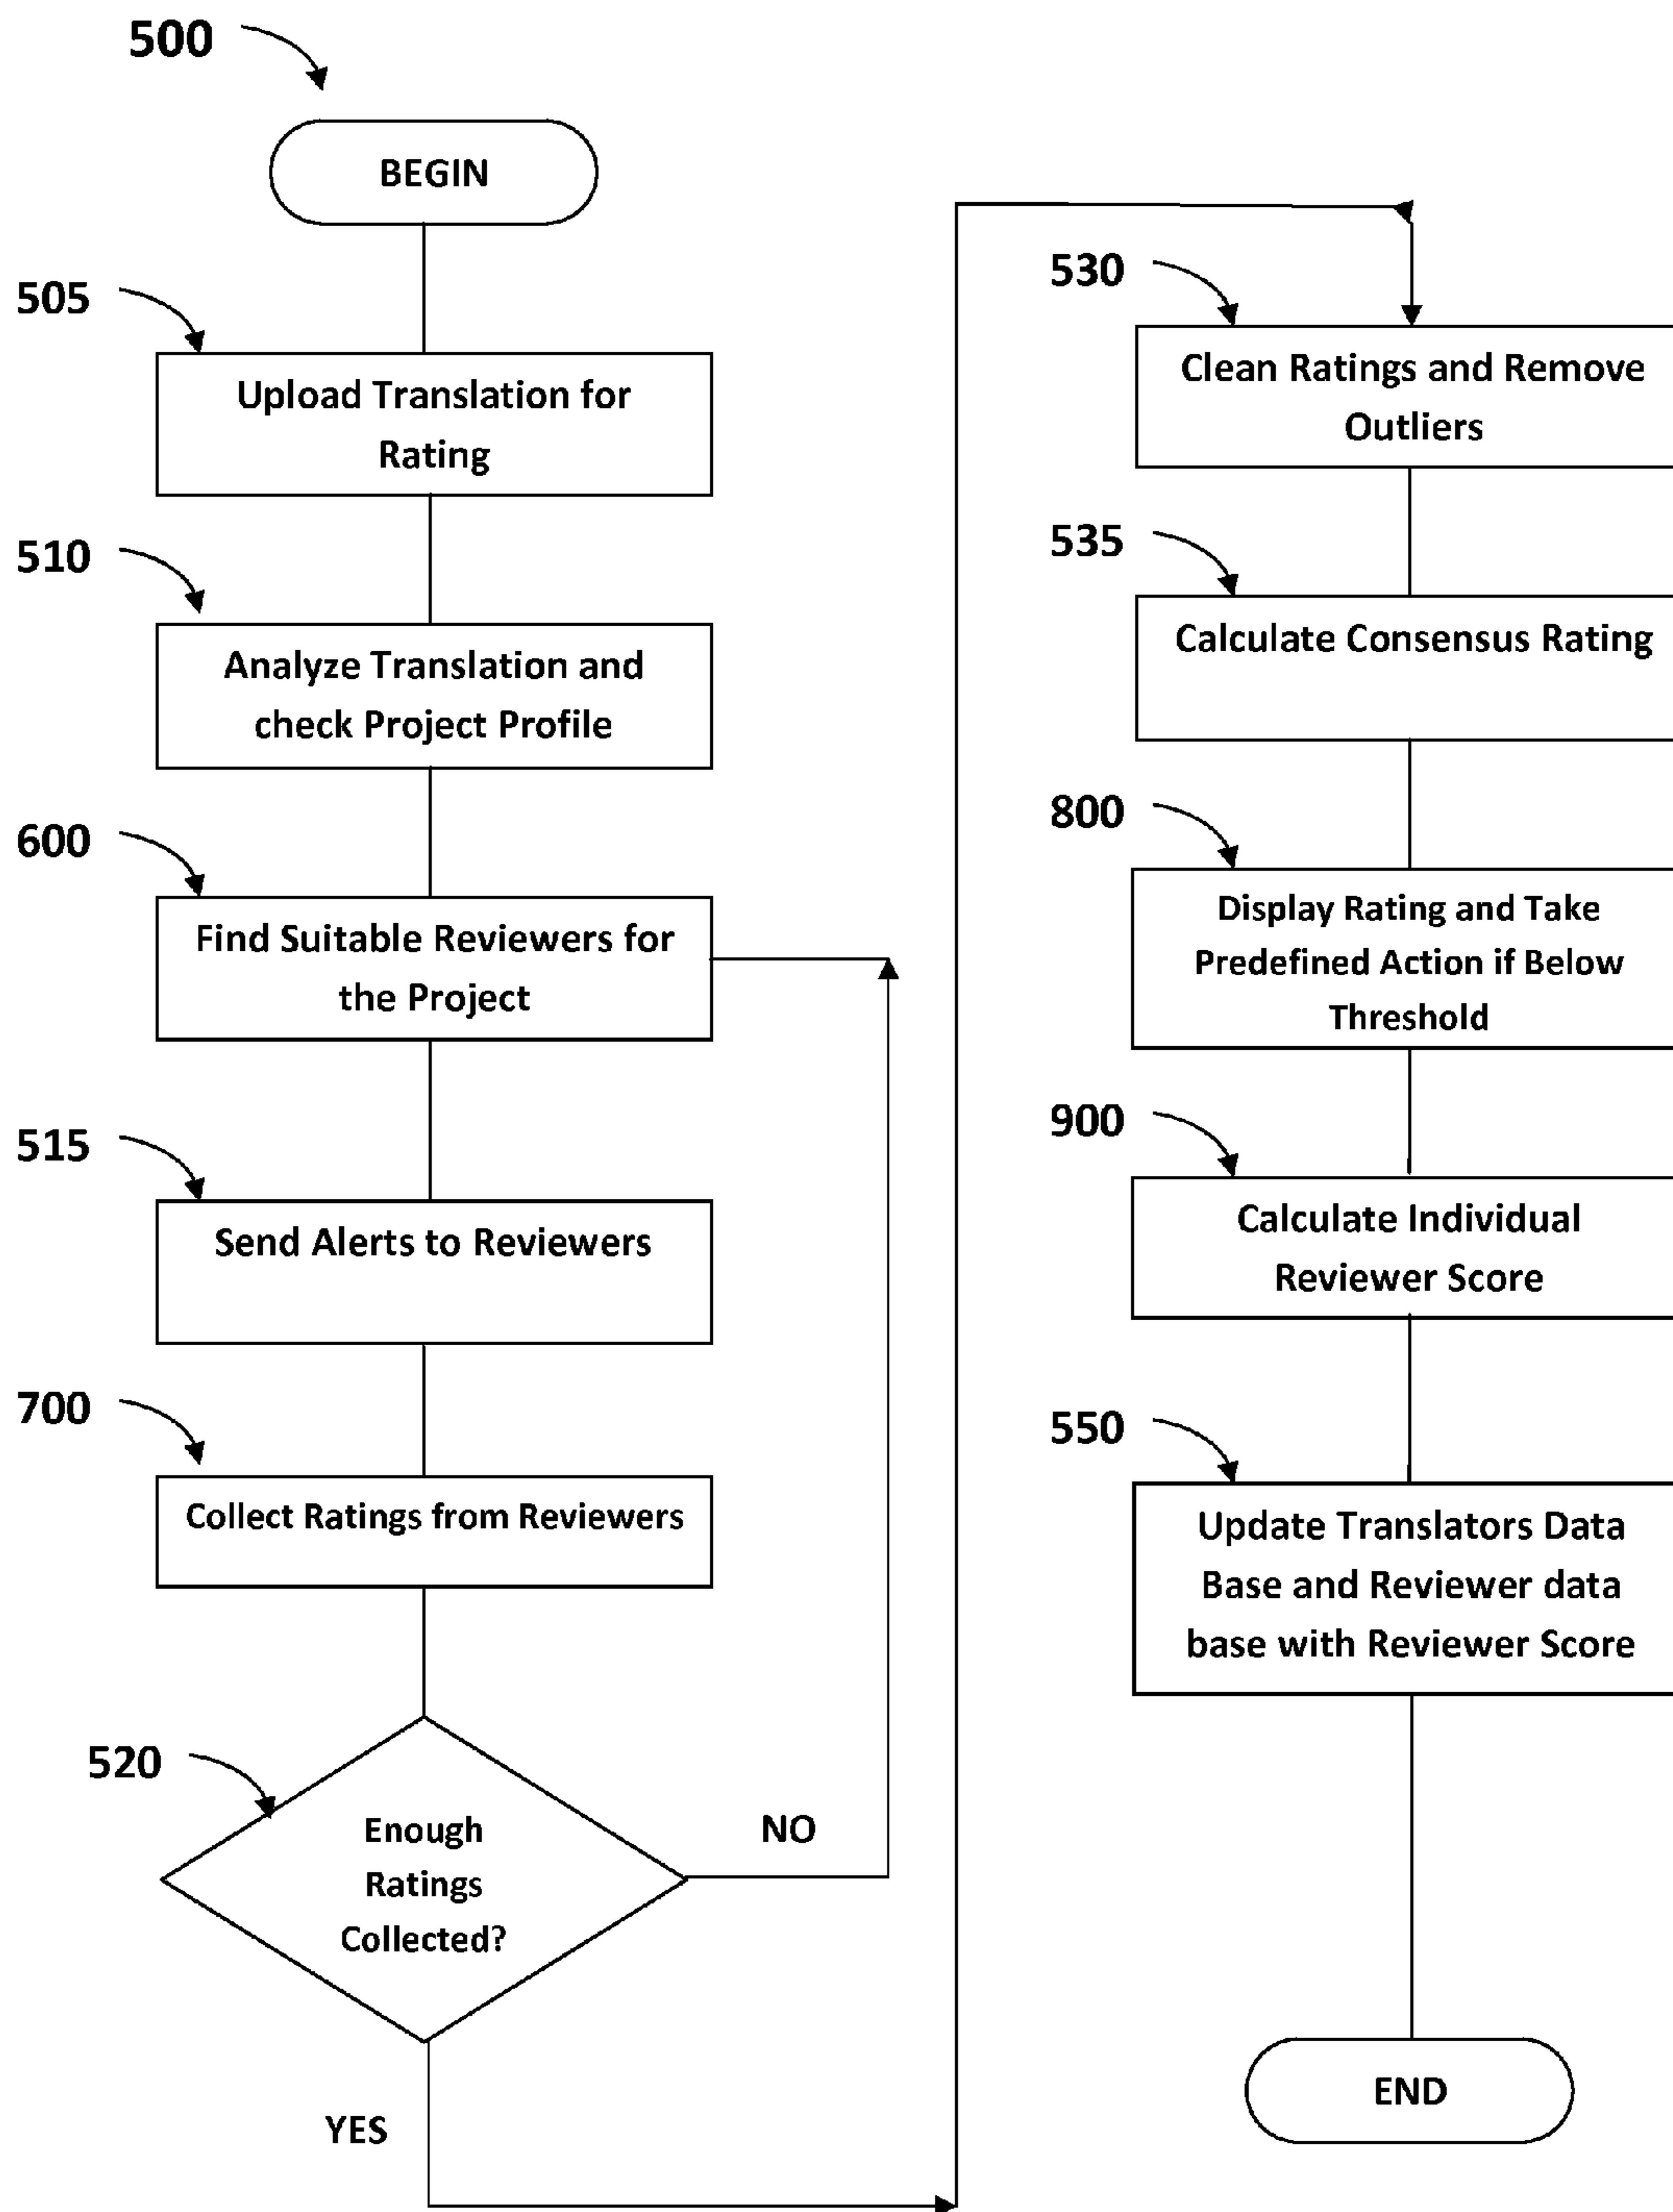 500
BEGIN
505
Upload Translation for
Rating
510
Analyze Translation and
check Project Profile
600
Find Suitable Reviewers for
the Project
515
Send Alerts to Reviewers
700
Collect Ratings from Reviewers
520
Enough
Ratings
Collected?
NO
YES
530
Clean Ratings and Remove
Outliers
535
Calculate Consensus Rating
800
Display Rating and Take
Predefined Action if Below
Threshold
900
Calculate Individual
Reviewer Score
550
Update Translators Data
Base and Reviewer data
base with Reviewer Score
END